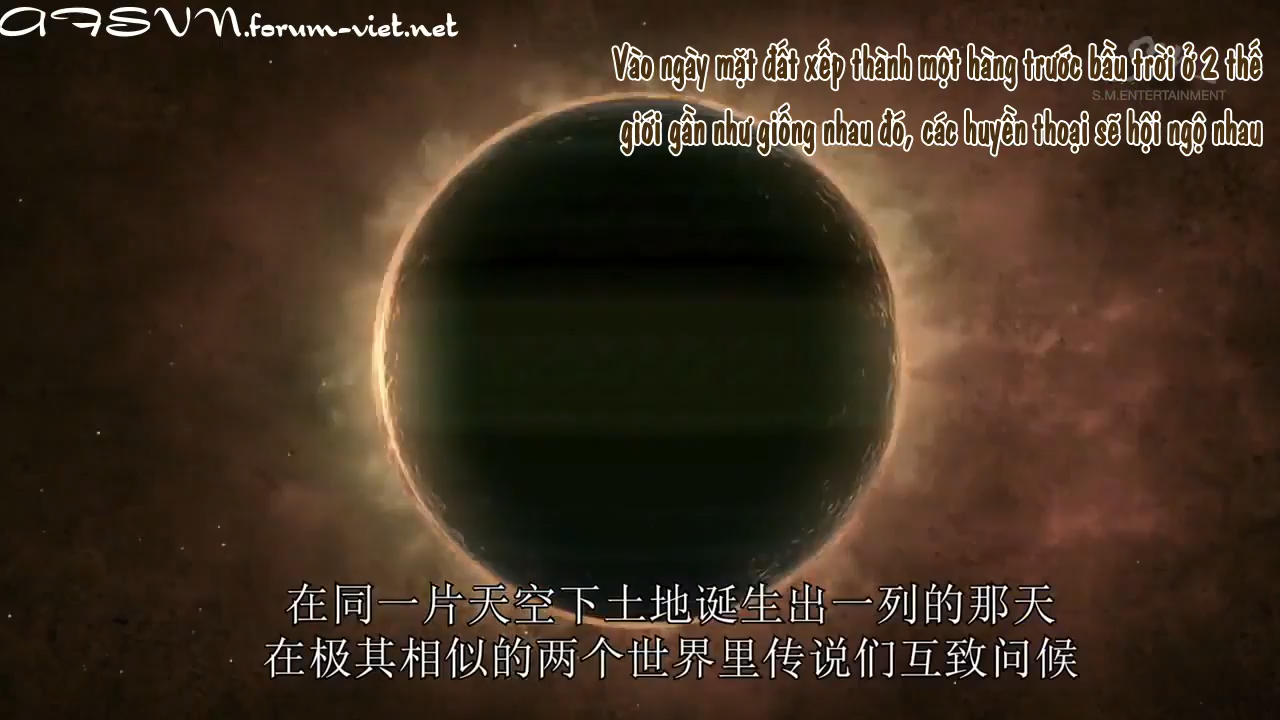 AFSVN.forum-viet.net
Vào ngày mặt đất xếp thành một hàng trước bầu trời ở 2 thế
S.M.ENTERTAINMENT
giới gần như giống nhau đó, các huyền thoại sẽ hội ngộ nhau
在同一片天空下土地诞生出一列的那天
在极其相似的两个世界里传说们互致问候